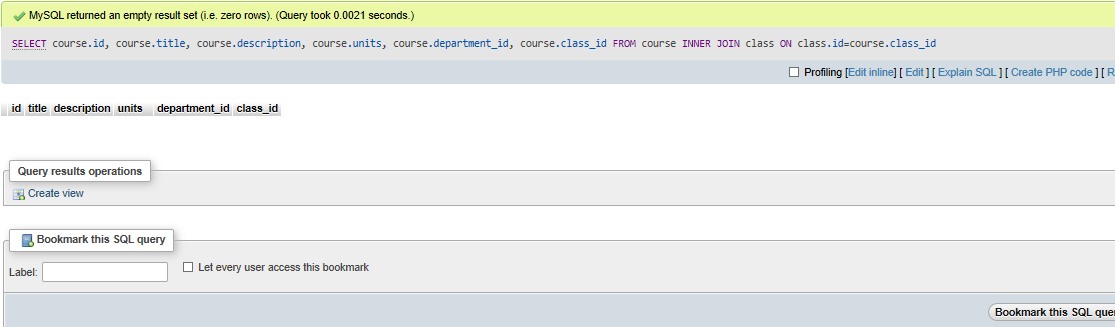 MySQL returned an empty result set (i.e. zero rows). (Query took 0.0021 seconds.)
SELECT course.id, course.title, course.description, course.units, course.department_id, course.class_id FROM course INNER JOIN class ON class.id=course.class_id
Profiling [Edit inline] [ Edit ] [ Explain SQL ] [ Create PHP code ] [ R
id title description units department_id class_id
Query results operations
Create view
Bookmark this SQL query
Label:
Let every user access this bookmark
Bookmark this SQL que